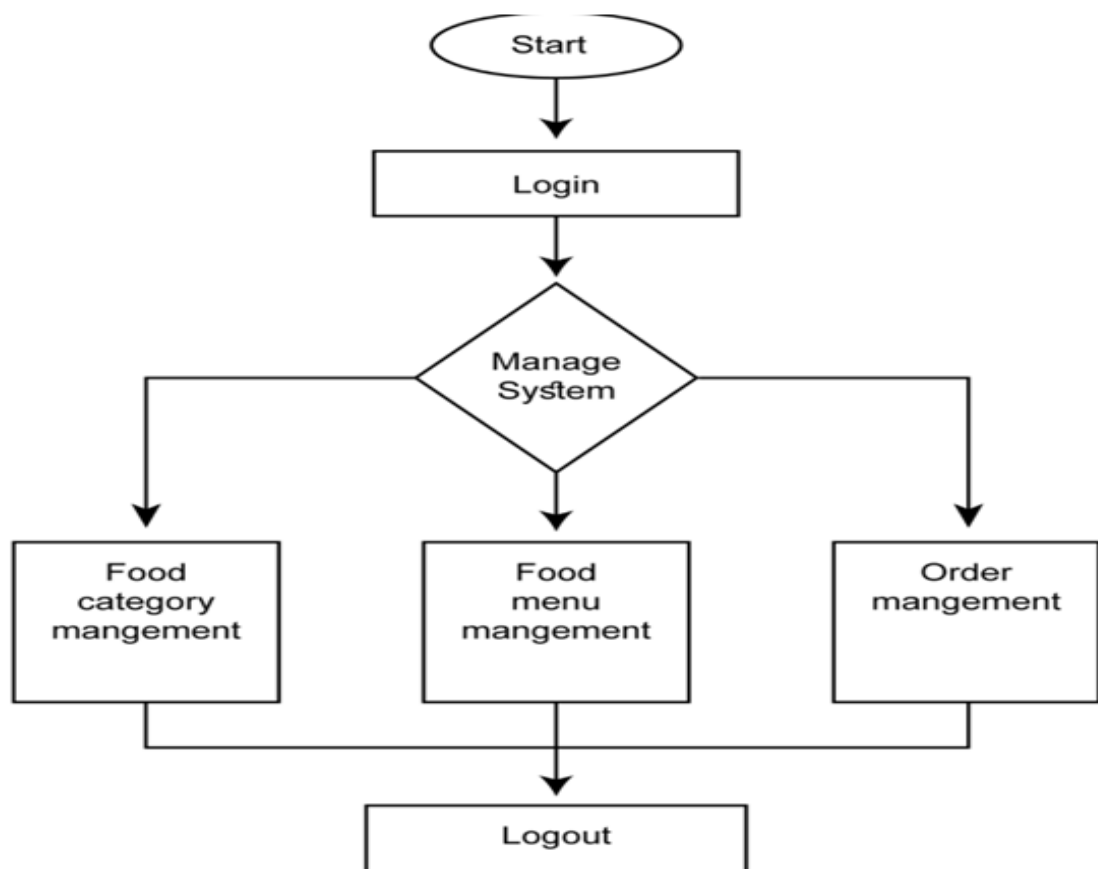 Start
Login
Manage
System
Food
category
mangement
Food
menu
mangement
Order
mangement
Logout